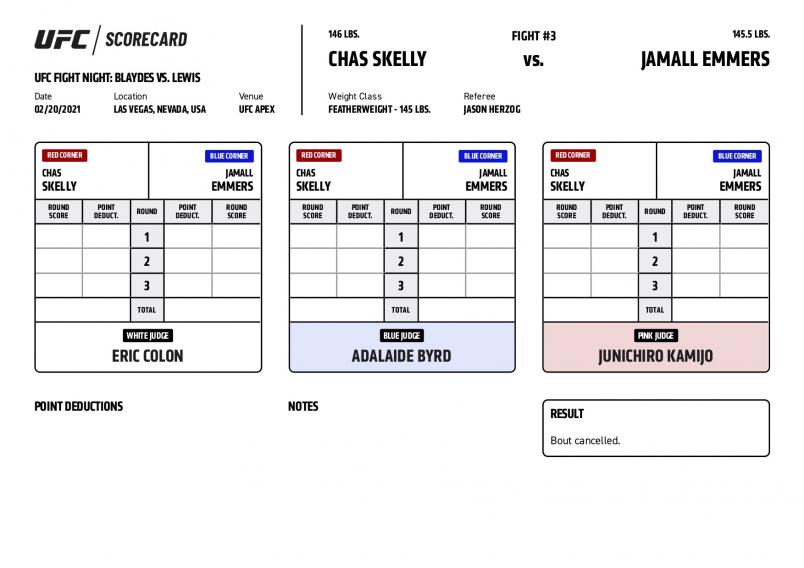 UFC / SCORECARD
UFC FIGHT NIGHT: BLAYDES VS. LEWIS
Date Location Venue
02/20/2021 LAS VEGAS, NEVADA, USA UFC APEX
146 LBS. FIGHT #3 145.5 LBS.
CHAS SKELLY VS. JAMALL EMMERS
Weight Class Referee
FEATHERWEIGHT - 145 LBS. JASON HERZOG
RED CORNER BLUE CORNER
CHAS JAMALL
SKELLY EMMERS
ROUND SCORE POINT DEDUCT. ROUND POINT DEDUCT. ROUND SCORE
1
2
3
TOTAL
WHITE JUDGE
ERIC COLON
RED CORNER BLUE CORNER
CHAS JAMALL
SKELLY EMMERS
ROUND SCORE POINT DEDUCT. ROUND POINT DEDUCT. ROUND SCORE
1
2
3
TOTAL
BLUE JUDGE
ADALAIDE BYRD
RED CORNER BLUE CORNER
CHAS JAMALL
SKELLY EMMERS
ROUND SCORE POINT DEDUCT. ROUND POINT DEDUCT. ROUND SCORE
1
2
3
TOTAL
PINK JUDGE
JUNICHIRO KAMIJO
POINT DEDUCTIONS
NOTES
RESULT
Bout cancelled.